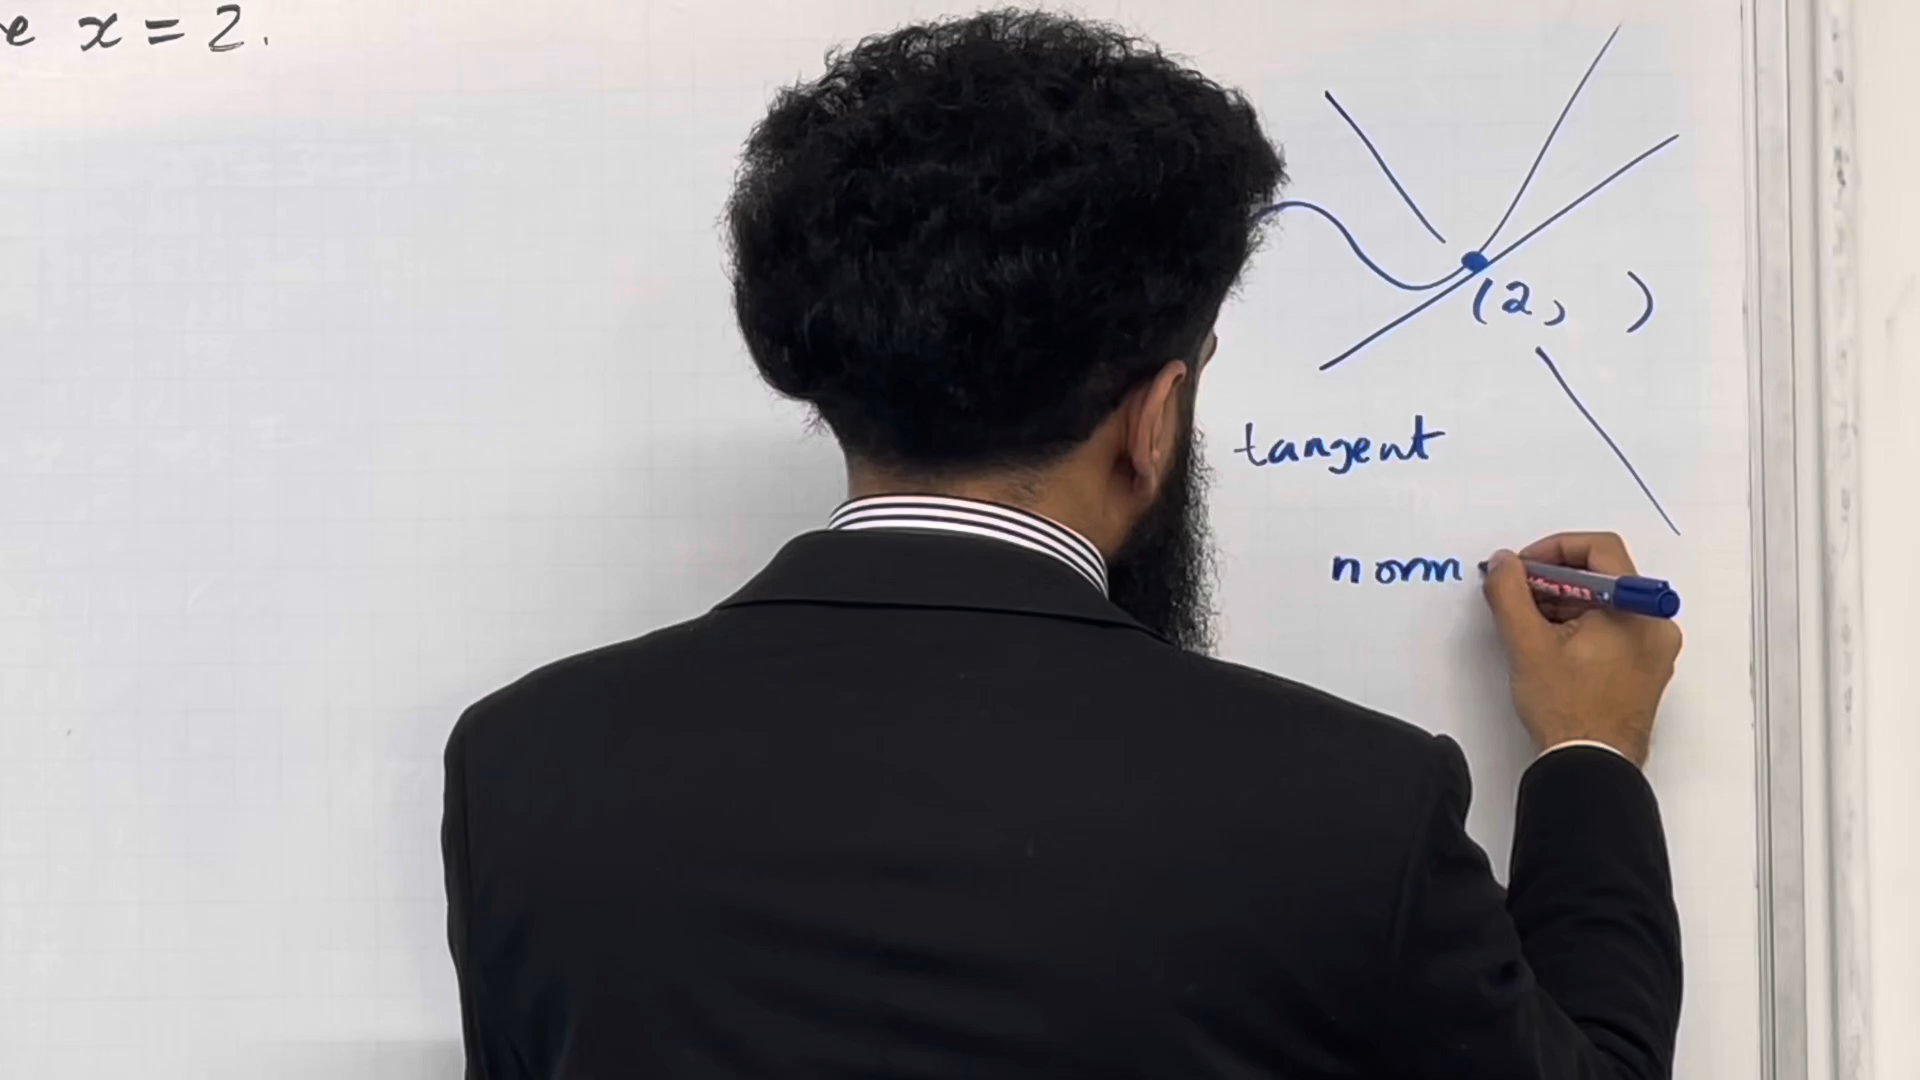 e x = 2.
(2, )
tangent
norm